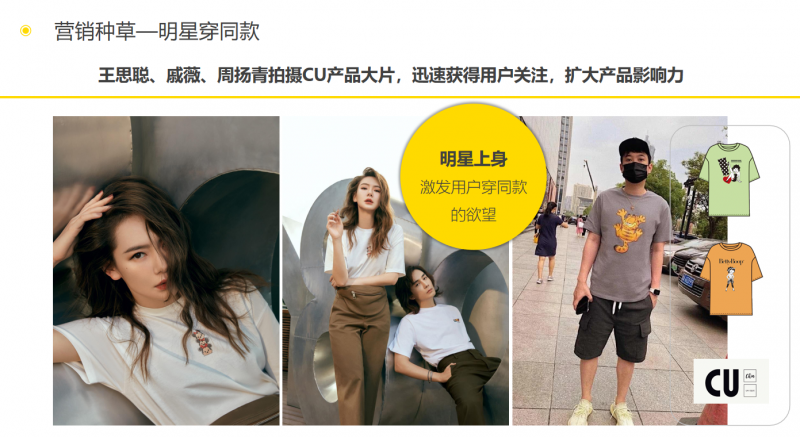 营销种草—明星穿同款
王思聪、戚薇、周扬青拍摄CU产品大片，迅速获得用户关注，扩大产品影响力
明星上身
激发用户穿同款
的欲望
BettyBoop
CU